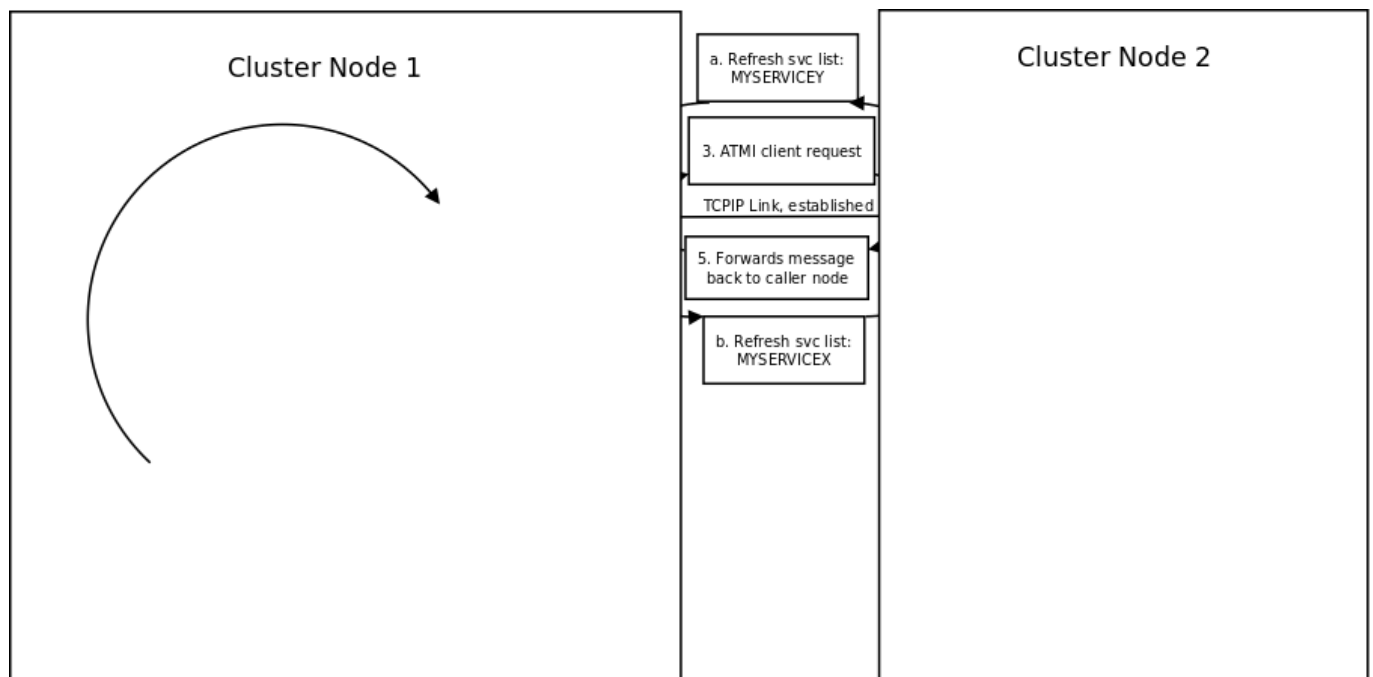 Cluster Node 1
Cluster Node 2
a. Refresh svc list:
MYSERVICEY
3. ATMI client request
TCPIP Link, established
5. Forwards message
back to caller node
b. Refresh svc list:
MYSERVICEX